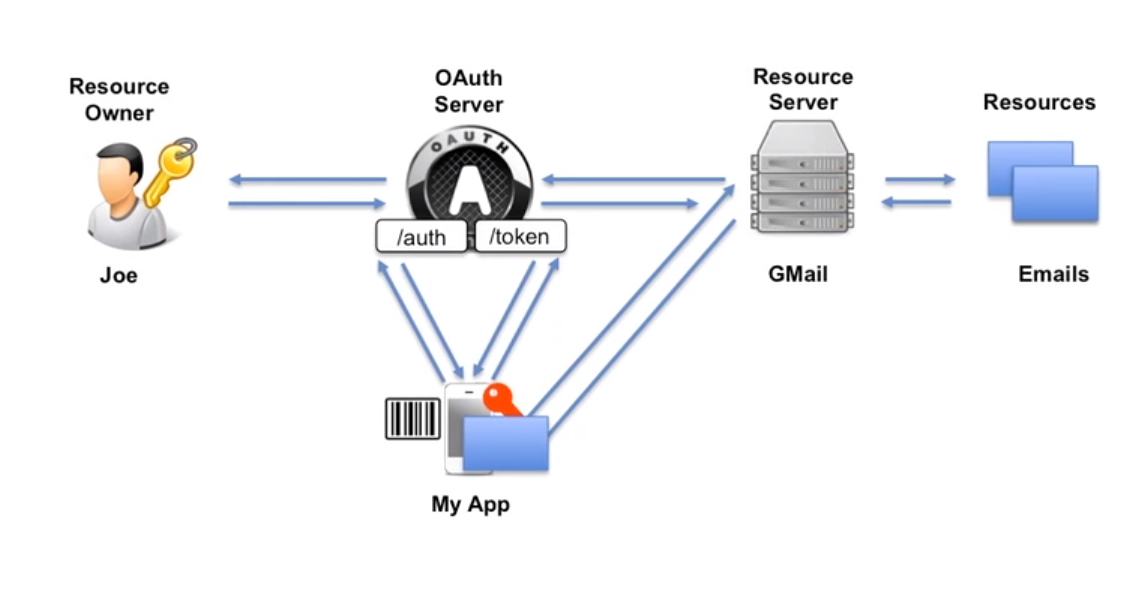 Resource
Owner
OAuth
Server
Resource
Server
Resources
OAUTH
A
/auth
/token
Joe
GMail
Emails
My App